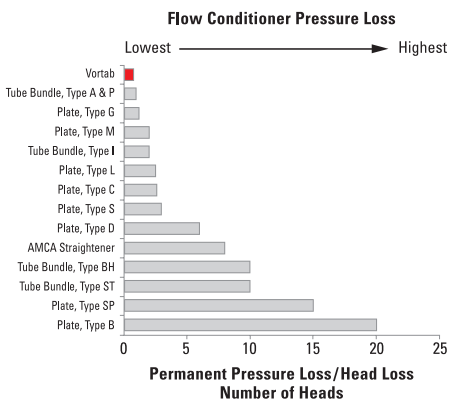 Flow Conditioner Pressure Loss
Lowest Highest
Vortab
Tube Bundle, Type A & P
Plate, Type G
Plate, Type M
Tube Bundle, Type I
Plate, Type L
Plate, Type C
Plate, Type S
Plate, Type D
AMCA Straightener
Tube Bundle, Type BH
Tube Bundle, Type ST
Plate, Type SP
Plate, Type B
0 5 10 15 20 25
Permanent Pressure Loss/Head Loss
Number of Heads